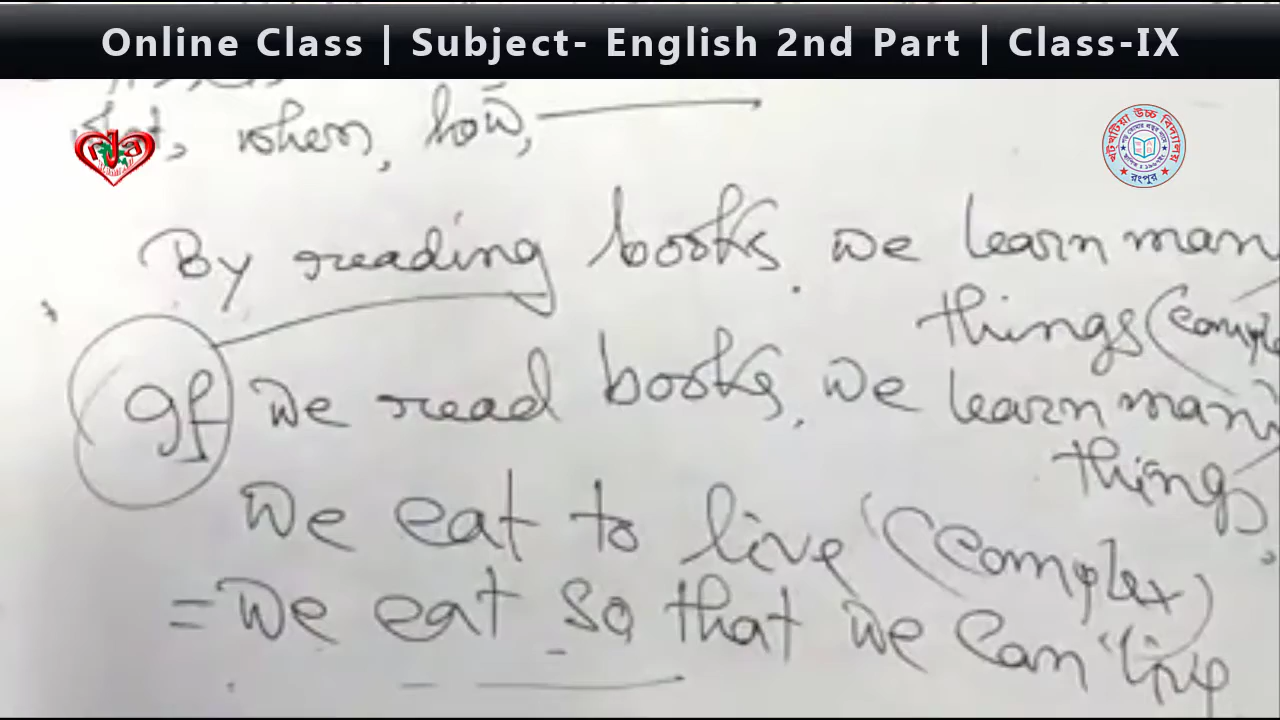 Online Class | Subject- English 2nd Part | Class-IX
when, how,
By reading books. we learn man
things (comple
If we read books, we learn many
things,
We eat to live (complex)
= We eat so that we can live
রংপুর